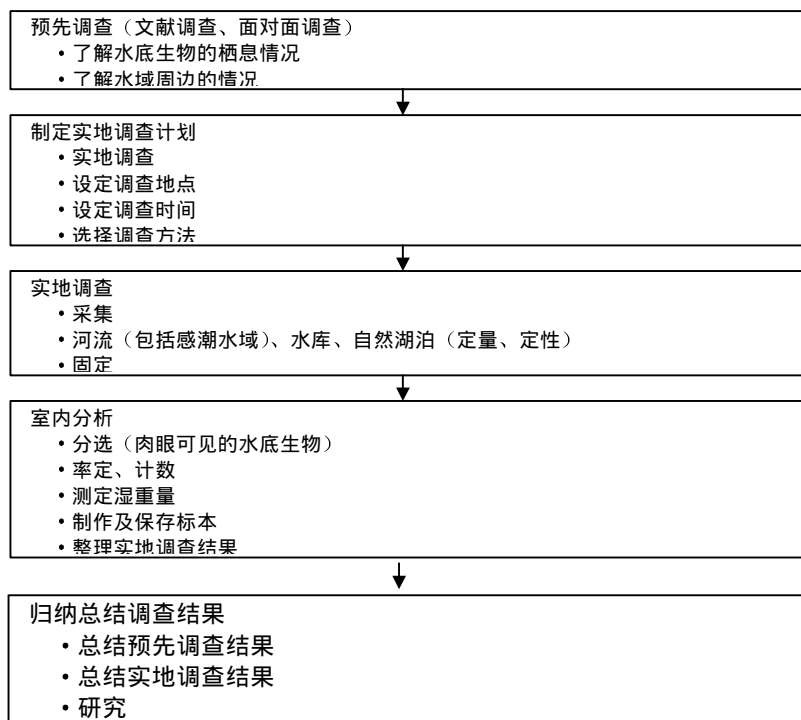 预先调查（文献调查、面对面调查）
・了解水底生物的栖息情况
・了解水域周边的情况
制定实地调查计划
・实地调查
・设定调查地点
・设定调查时间
・选择调查方法
实地调查
・采集
・河流（包括感潮水域）、水库、自然湖泊（定量、定性）
・固定
室内分析
・分选（肉眼可见的水底生物）
・率定、计数
・测定湿重量
・制作及保存标本
・整理实地调查结果
归纳总结调查结果
・总结预先调查结果
・总结实地调查结果
・研究